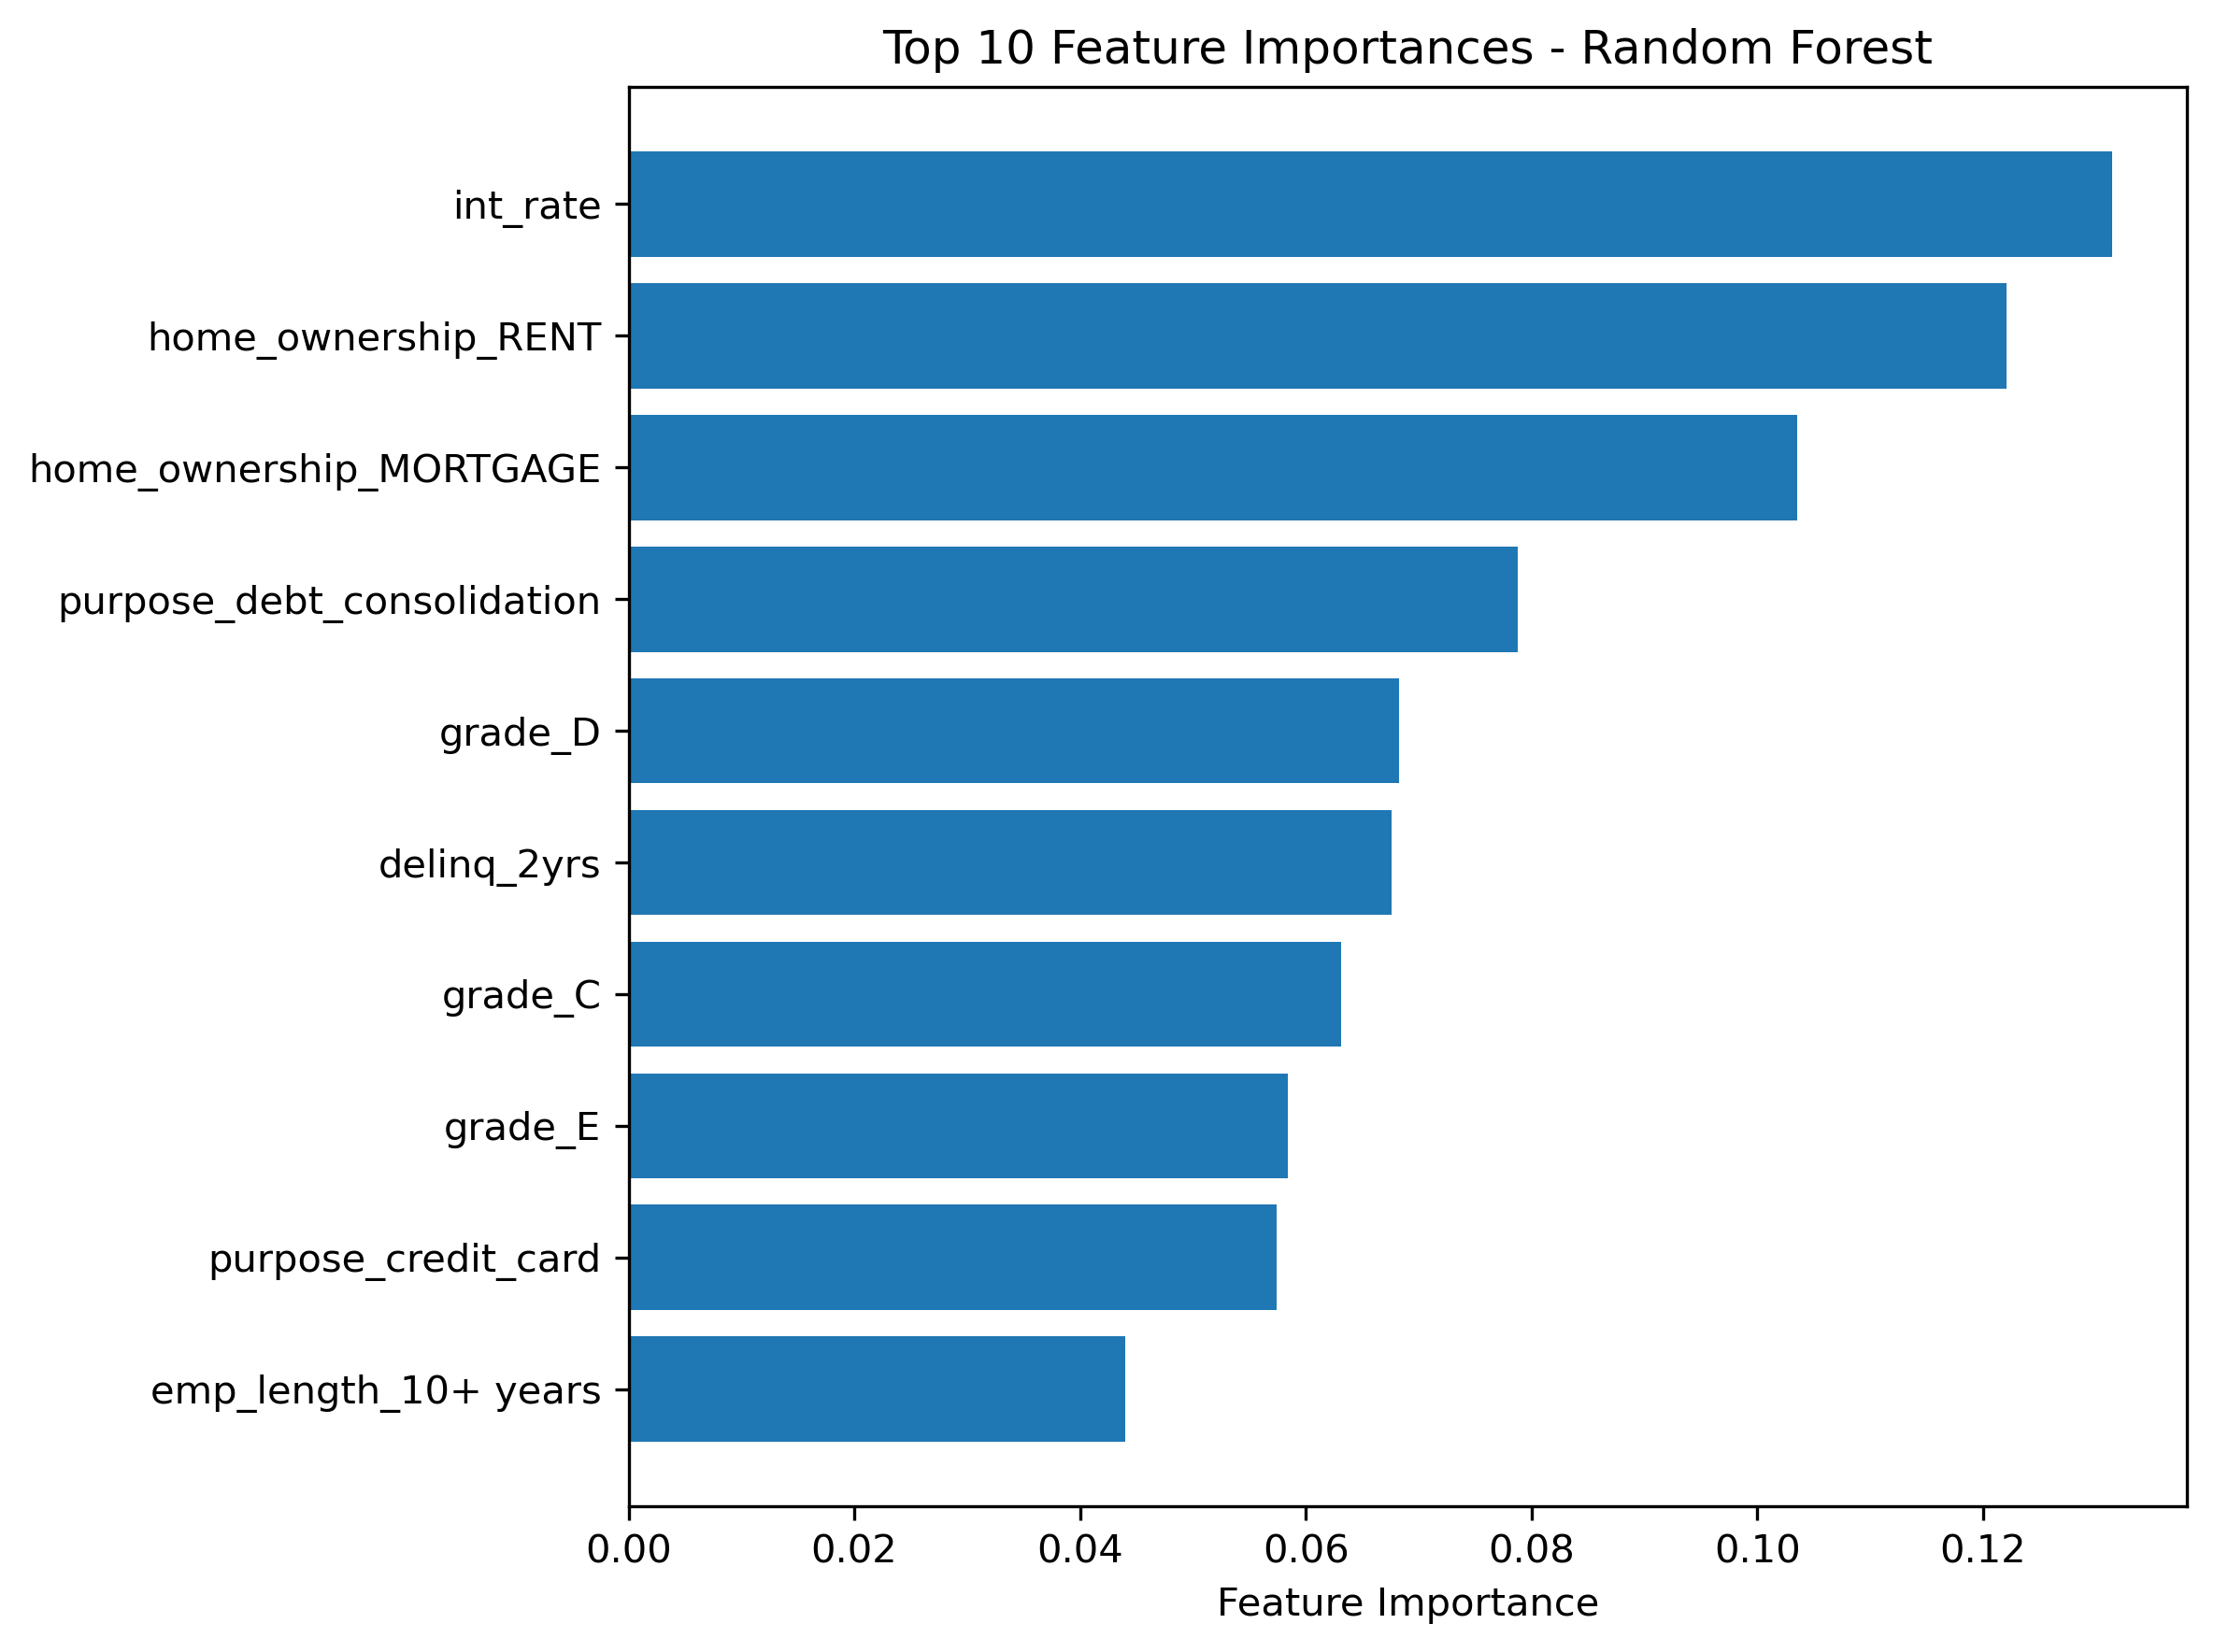 Top 10 Feature Importances - Random Forest
int_rate
home_ownership_RENT
home_ownership_MORTGAGE
purpose_debt_consolidation
grade_D
delinq_2yrs
grade_C
grade_E
purpose_credit_card
emp_length_10+ years
0.00 0.02 0.04 0.06 0.08 0.10 0.12
Feature Importance